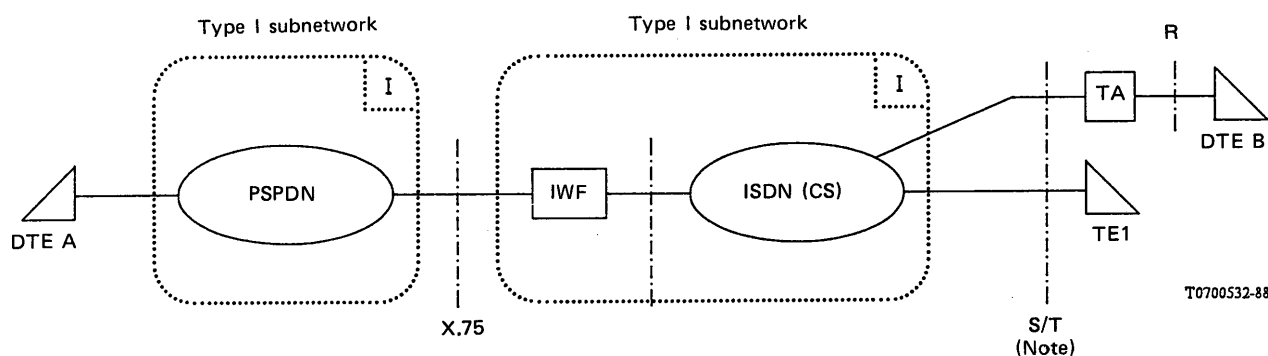 Type I subnetwork
Type I subnetwork
I
I
R
TA
DTE B
PSPDN
IWF
ISDN (CS)
DTE A
TE1
X.75
S/T
(Note)
T0700532-88